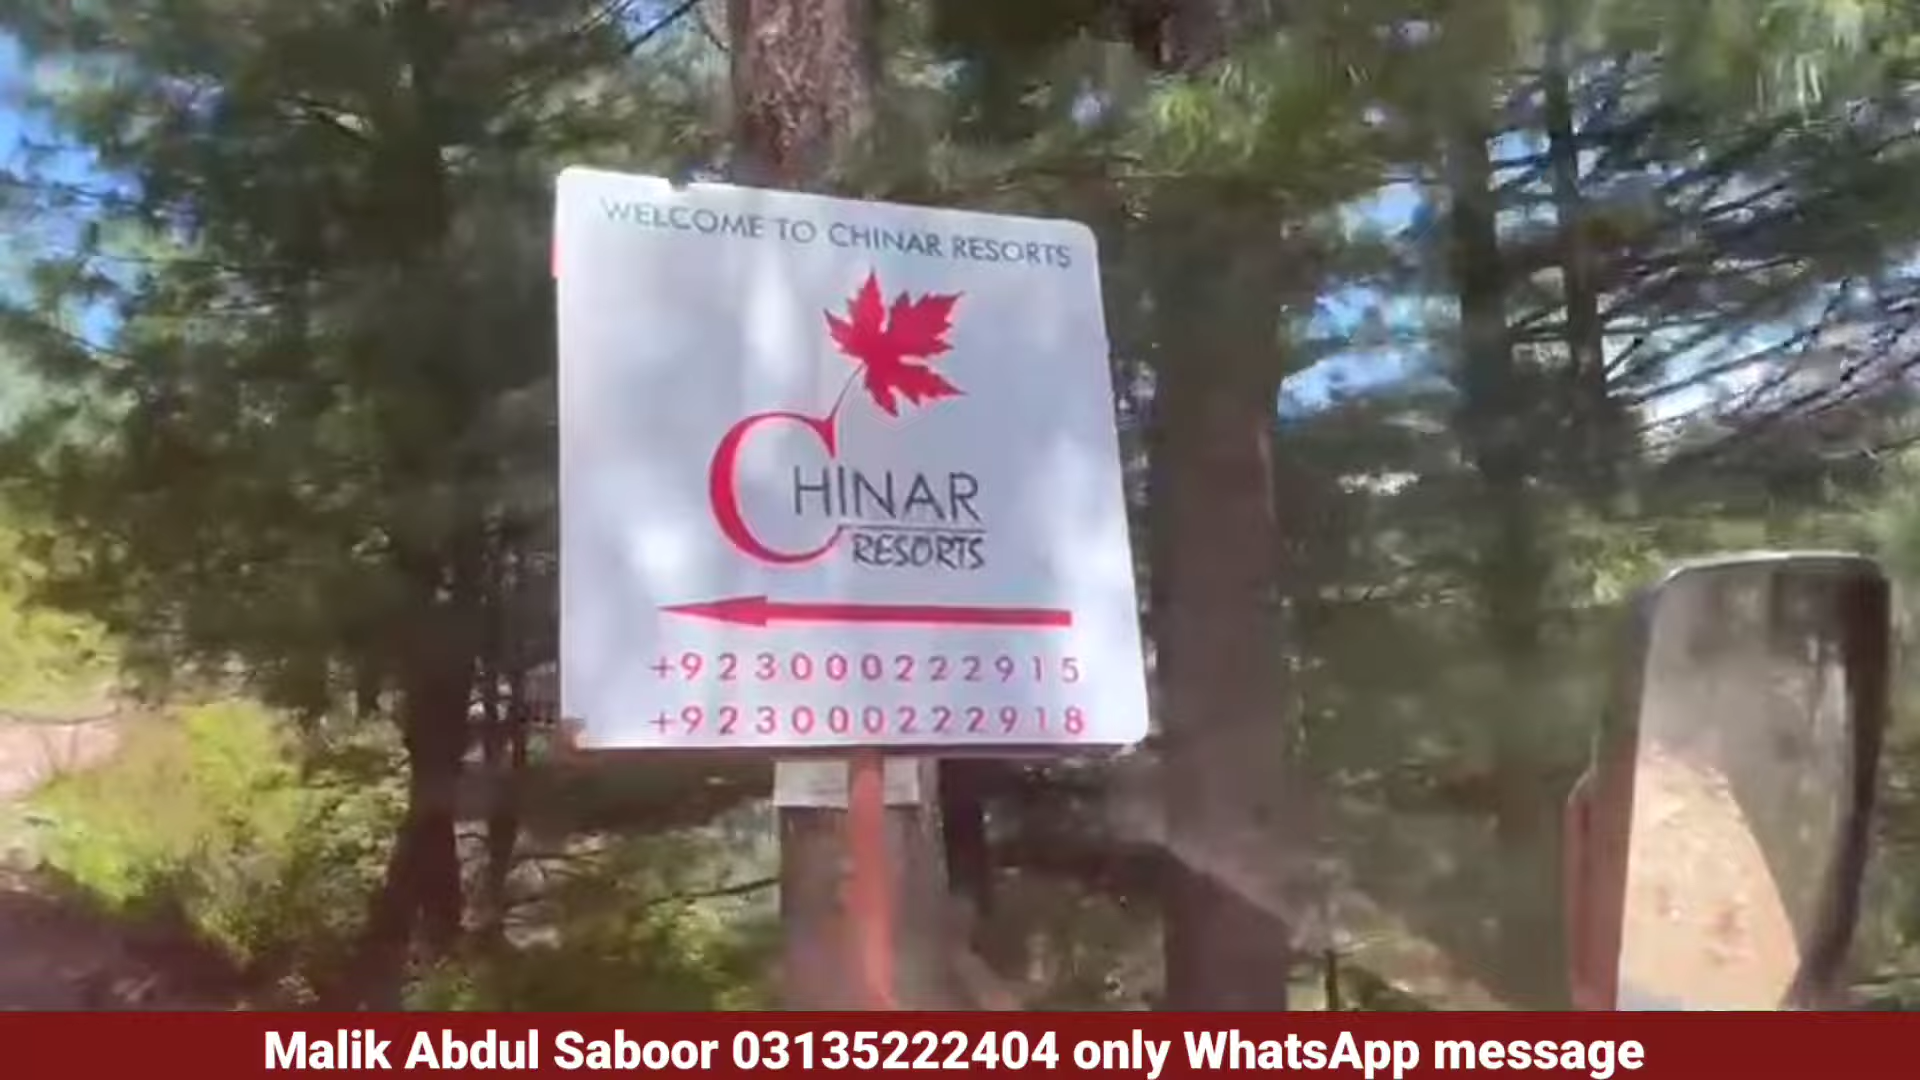 WELCOME TO CHINAR RESORTS
CHINAR
RESORTS
+923000222915
+923000222918
Malik Abdul Saboor 03135222404 only WhatsApp message